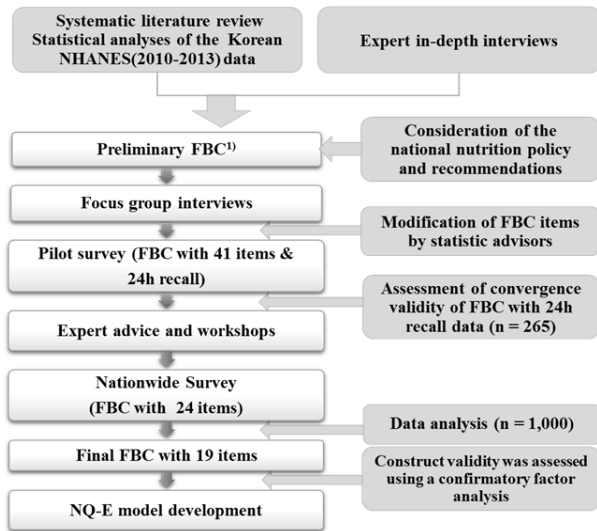 Systematic literature review
Statistical analyses of the Korean
NHANES(2010-2013) data
Expert in-depth interviews
Preliminary FBC1)
Consideration of the
national nutrition policy
and recommendations
Focus group interviews
Modification of FBC items
by statistic advisors
Pilot survey (FBC with 41 items &
24h recall)
Assessment of convergence
validity of FBC with 24h
recall data (n = 265)
Expert advice and workshops
Nationwide Survey
(FBC with 24 items)
Data analysis (n = 1,000)
Final FBC with 19 items
Construct validity was assessed
using a confirmatory factor
analysis
NQ-E model development